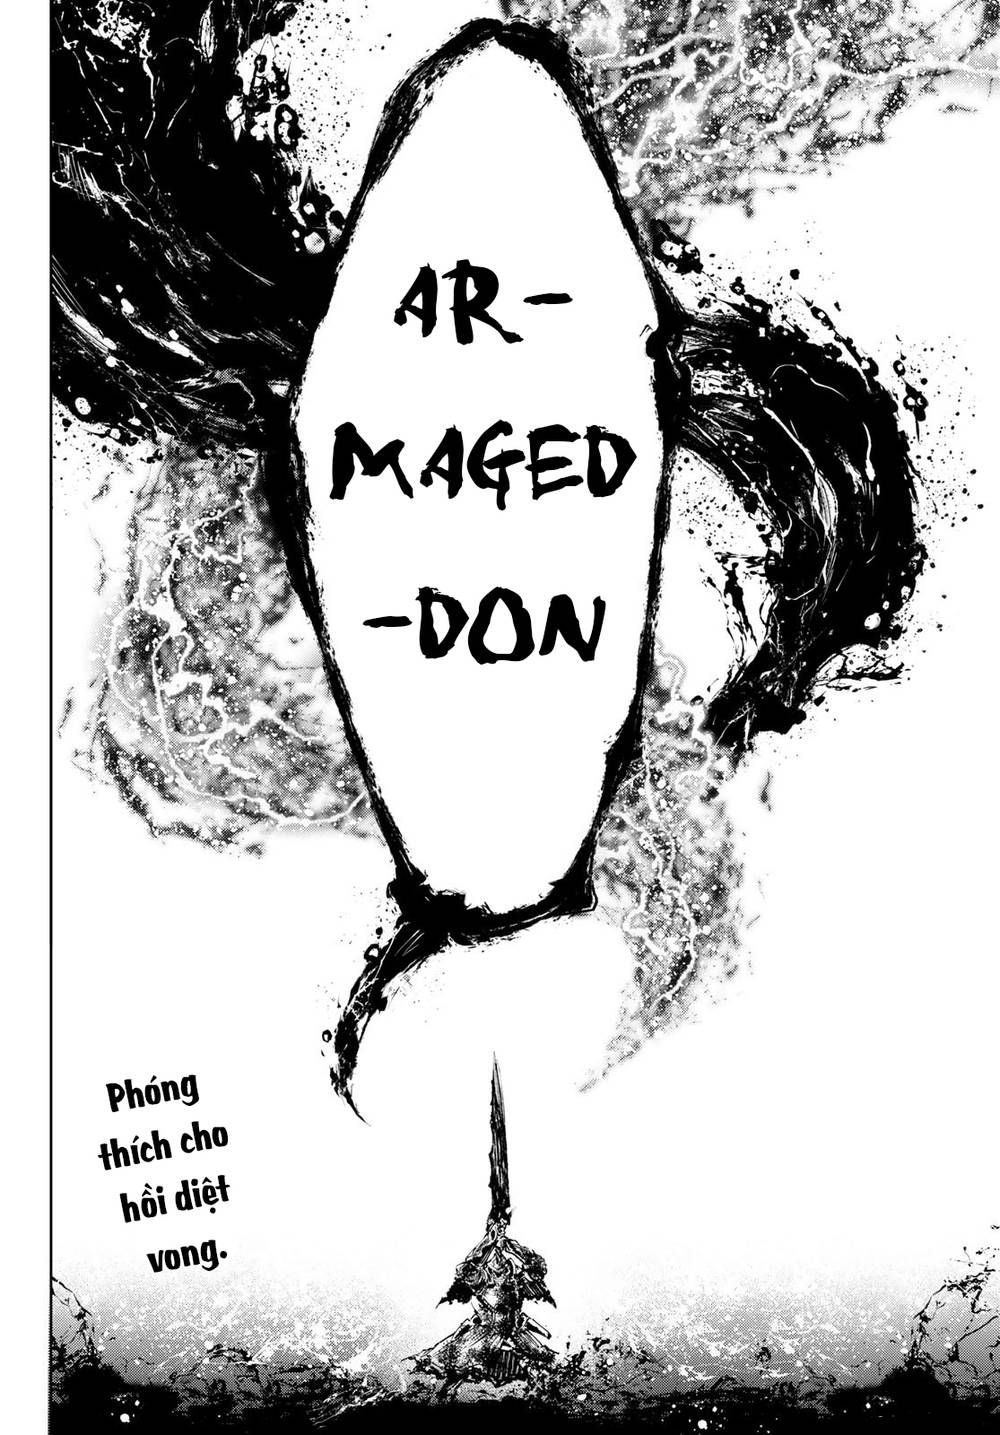 AR-
MAGED
-DON
Phóng
thích cho
hồi diệt
vong.